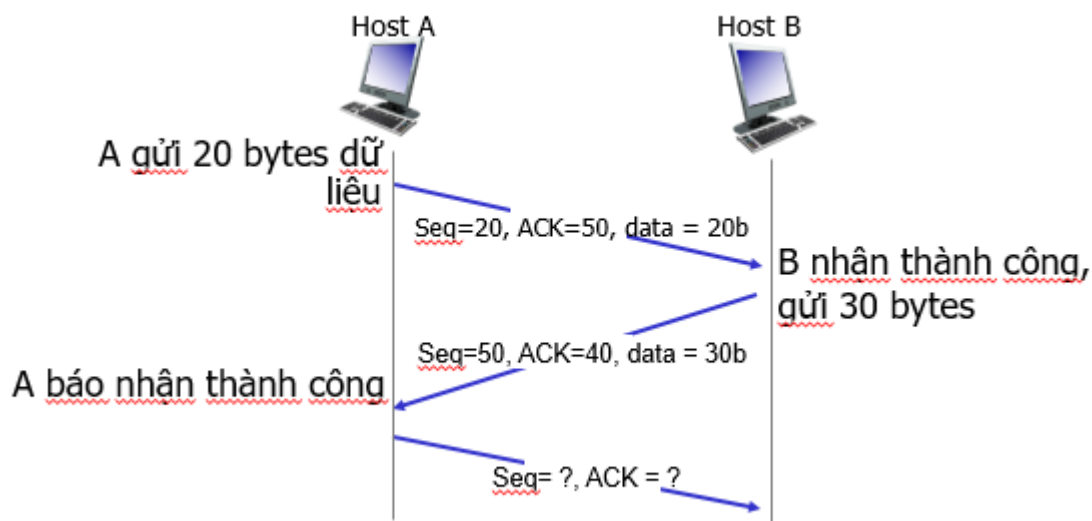 Host A
Host B
A gửi 20 bytes dữ
liệu
Seq=20, ACK=50, data = 20b
B nhận thành công,
gửi 30 bytes
Seq=50, ACK=40, data = 30b
A báo nhận thành công
Seq= ?, ACK = ?